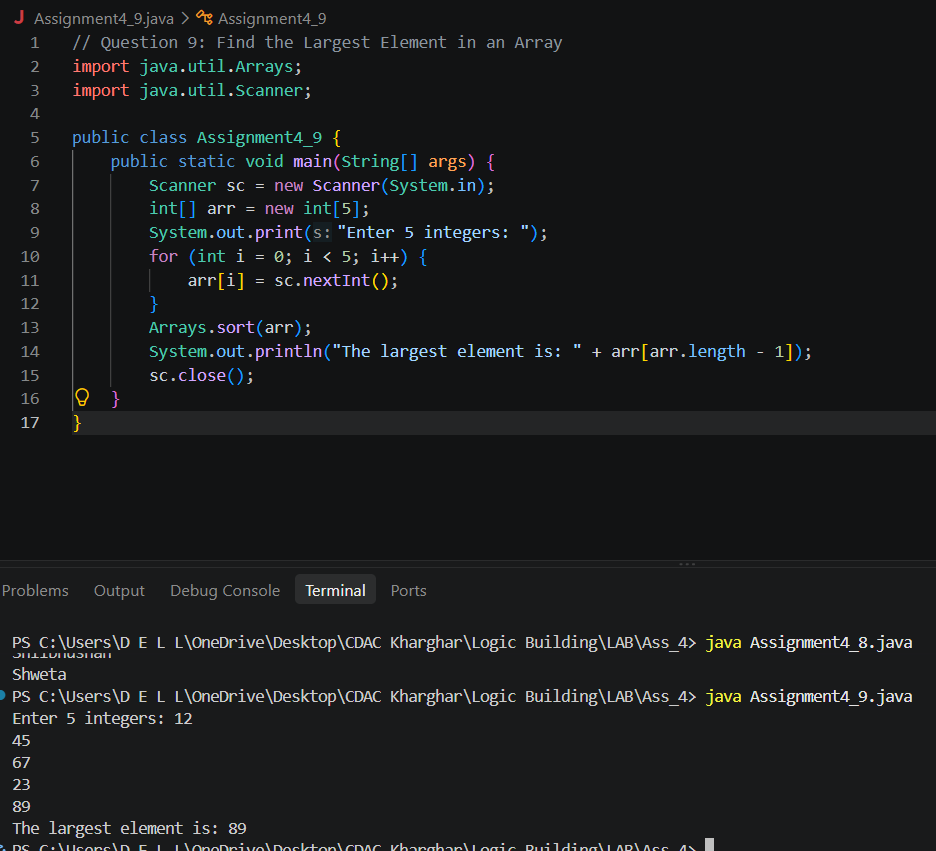 Assignment4_9.java > Assignment4_9
1 // Question 9: Find the Largest Element in an Array
2 import java.util.Arrays;
3 import java.util.Scanner;
4
5 public class Assignment4_9 {
6     public static void main(String[] args) {
7         Scanner sc = new Scanner(System.in);
8         int[] arr = new int[5];
9         System.out.print(s:"Enter 5 integers: ");
10         for (int i = 0; i < 5; i++) {
11             arr[i] = sc.nextInt();
12         }
13         Arrays.sort(arr);
14         System.out.println("The largest element is: " + arr[arr.length - 1]);
15         sc.close();
16     }
17 }
Problems Output Debug Console Terminal Ports
PS C:\Users\D E L L\OneDrive\Desktop\CDAC Kharghar\Logic Building\LAB\Ass_4> java Assignment4_8.java
Shweta
PS C:\Users\D E L L\OneDrive\Desktop\CDAC Kharghar\Logic Building\LAB\Ass_4> java Assignment4_9.java
Enter 5 integers: 12
45
67
23
89
The largest element is: 89
PS C:\Users\D E L L\OneDrive\Desktop\CDAC Kharghar\Logic Building\LAB\Ass_4>